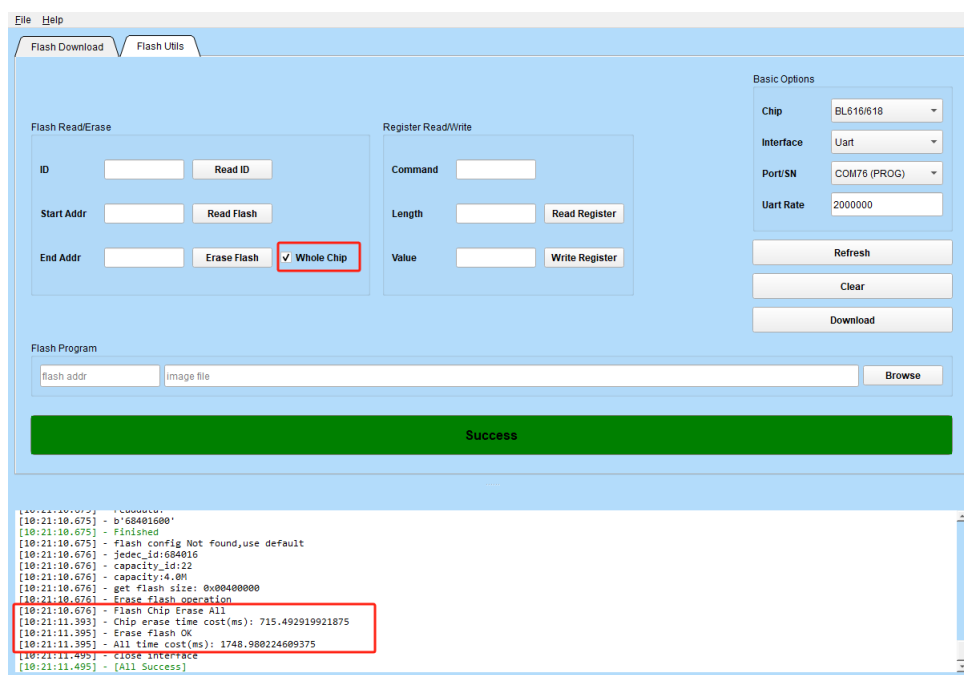 File Help
Flash Download Flash Utils
Basic Options
Chip BL616/618
Interface Uart
Port/SN COM76 (PROG)
Uart Rate 2000000
Refresh
Clear
Download
Flash Read/Erase
ID Read ID
Start Addr Read Flash
End Addr Erase Flash Whole Chip
Register Read/Write
Command
Length Read Register
Value Write Register
Flash Program
flash addr image file Browse
Success
[10:21:10.675] - readdata:
[10:21:10.675] - b'68401600'
[10:21:10.675] - Finished
[10:21:10.675] - flash config Not found,use default
[10:21:10.676] - jedec_id:684016
[10:21:10.676] - capacity_id:22
[10:21:10.676] - capacity:4.0M
[10:21:10.676] - get flash size: 0x00400000
[10:21:10.676] - Erase flash operation
[10:21:10.676] - Flash Chip Erase All
[10:21:11.393] - Chip erase time cost(ms): 715.492919921875
[10:21:11.395] - Erase flash OK
[10:21:11.395] - All time cost(ms): 1748.980224609375
[10:21:11.495] - close interface
[10:21:11.495] - [All Success]